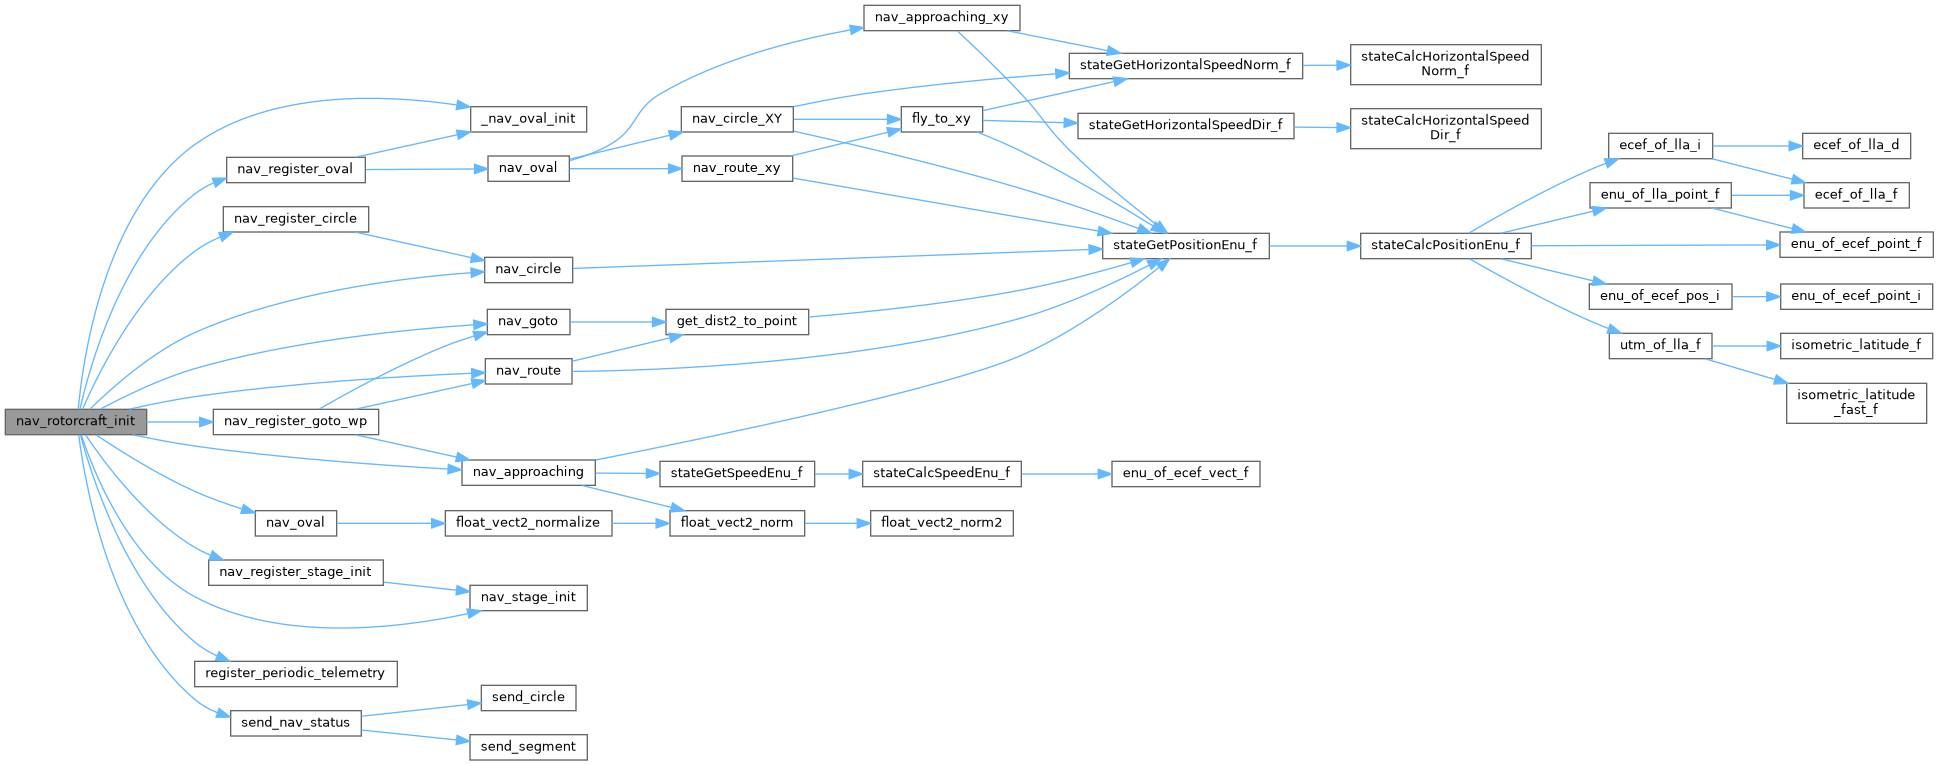 nav_approaching_xy
stateGetHorizontalSpeedNorm_f
stateCalcHorizontalSpeed
Norm_f
_nav_oval_init
nav_circle_XY
fly_to_xy
stateGetHorizontalSpeedDir_f
stateCalcHorizontalSpeed
Dir_f
nav_register_oval
nav_oval
nav_route_xy
ecef_of_lla_i
ecef_of_lla_d
enu_of_lla_point_f
ecef_of_lla_f
nav_register_circle
nav_circle
stateGetPositionEnu_f
stateCalcPositionEnu_f
enu_of_ecef_point_f
enu_of_ecef_pos_i
enu_of_ecef_point_i
nav_goto
get_dist2_to_point
utm_of_lla_f
isometric_latitude_f
nav_route
isometric_latitude
_fast_f
nav_rotorcraft_init
nav_register_goto_wp
nav_approaching
stateGetSpeedEnu_f
stateCalcSpeedEnu_f
enu_of_ecef_vect_f
nav_oval
float_vect2_normalize
float_vect2_norm
float_vect2_norm2
nav_register_stage_init
nav_stage_init
register_periodic_telemetry
send_nav_status
send_circle
send_segment